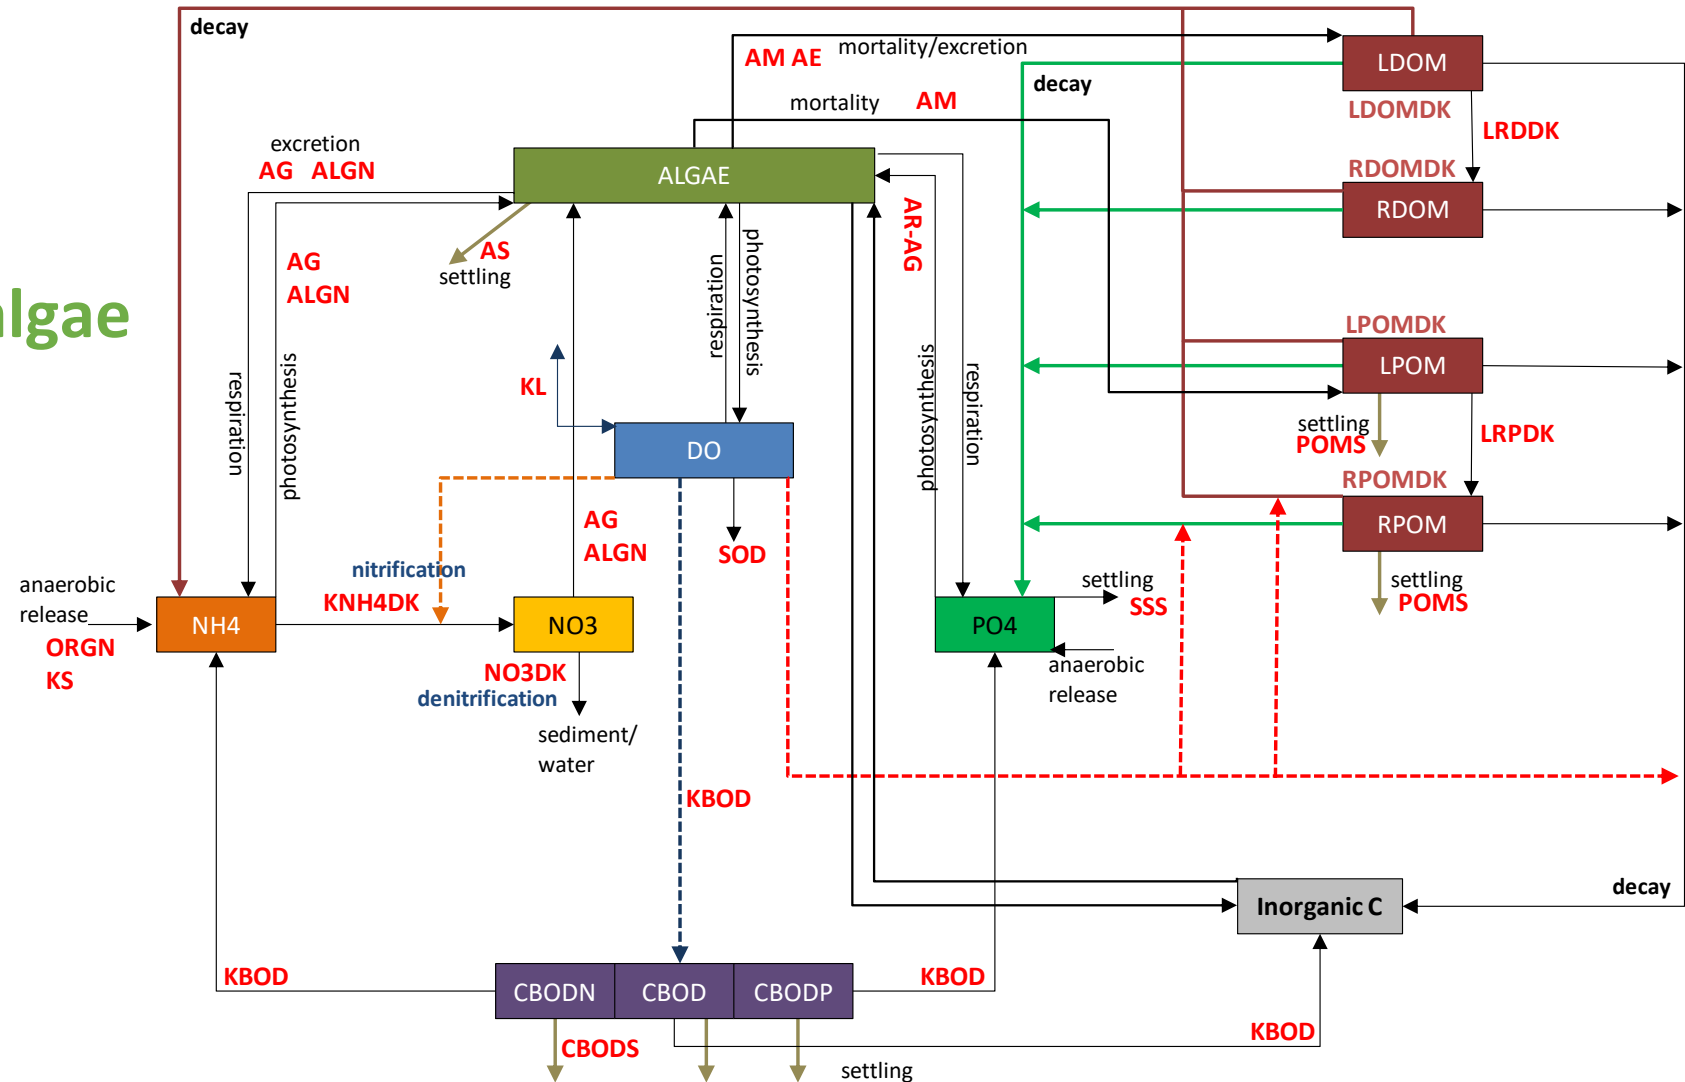 decay
mortality/excretion
AM AE
LDOM
decay
mortality AM
LDOMDK
LRDDK
excretion
AG ALGN
ALGAE
RDOMDK
RDOM
AR-AG
AS
settling
AG
ALGN
respiration
photosynthesis
algae
LPOMDK
LPOM
KL
respiration
photosynthesis
photosynthesis
respiration
settling
POMS
LRPDK
DO
RPOMDK
RPOM
AG
ALGN
SOD
nitrification
KNH4DK
anaerobic
release
NH4
ORGN
KS
NO3
NO3DK
denitrification
sediment/
water
PO4
settling
SSS
anaerobic
release
settling
POMS
KBOD
Inorganic C
decay
KBOD
CBODN
CBOD
CBODP
KBOD
KBOD
CBODS
settling